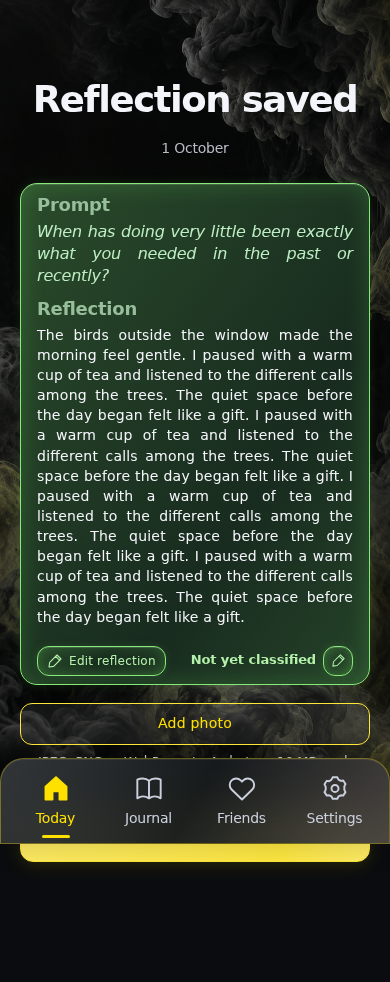 Reflection saved
1 October
Prompt
When has doing very little been exactly
what you needed in the past or
recently?
Reflection
The birds outside the window made the
morning feel gentle. I paused with a warm
cup of tea and listened to the different calls
among the trees. The quiet space before
the day began felt like a gift. I paused with
a warm cup of tea and listened to the
different calls among the trees. The quiet
space before the day began felt like a gift. I
paused with a warm cup of tea and
listened to the different calls among the
trees. The quiet space before the day
began felt like a gift. I paused with a warm
cup of tea and listened to the different calls
among the trees. The quiet space before
the day began felt like a gift.
Edit reflection
Not yet classified
Add photo
Today
Journal
Friends
Settings